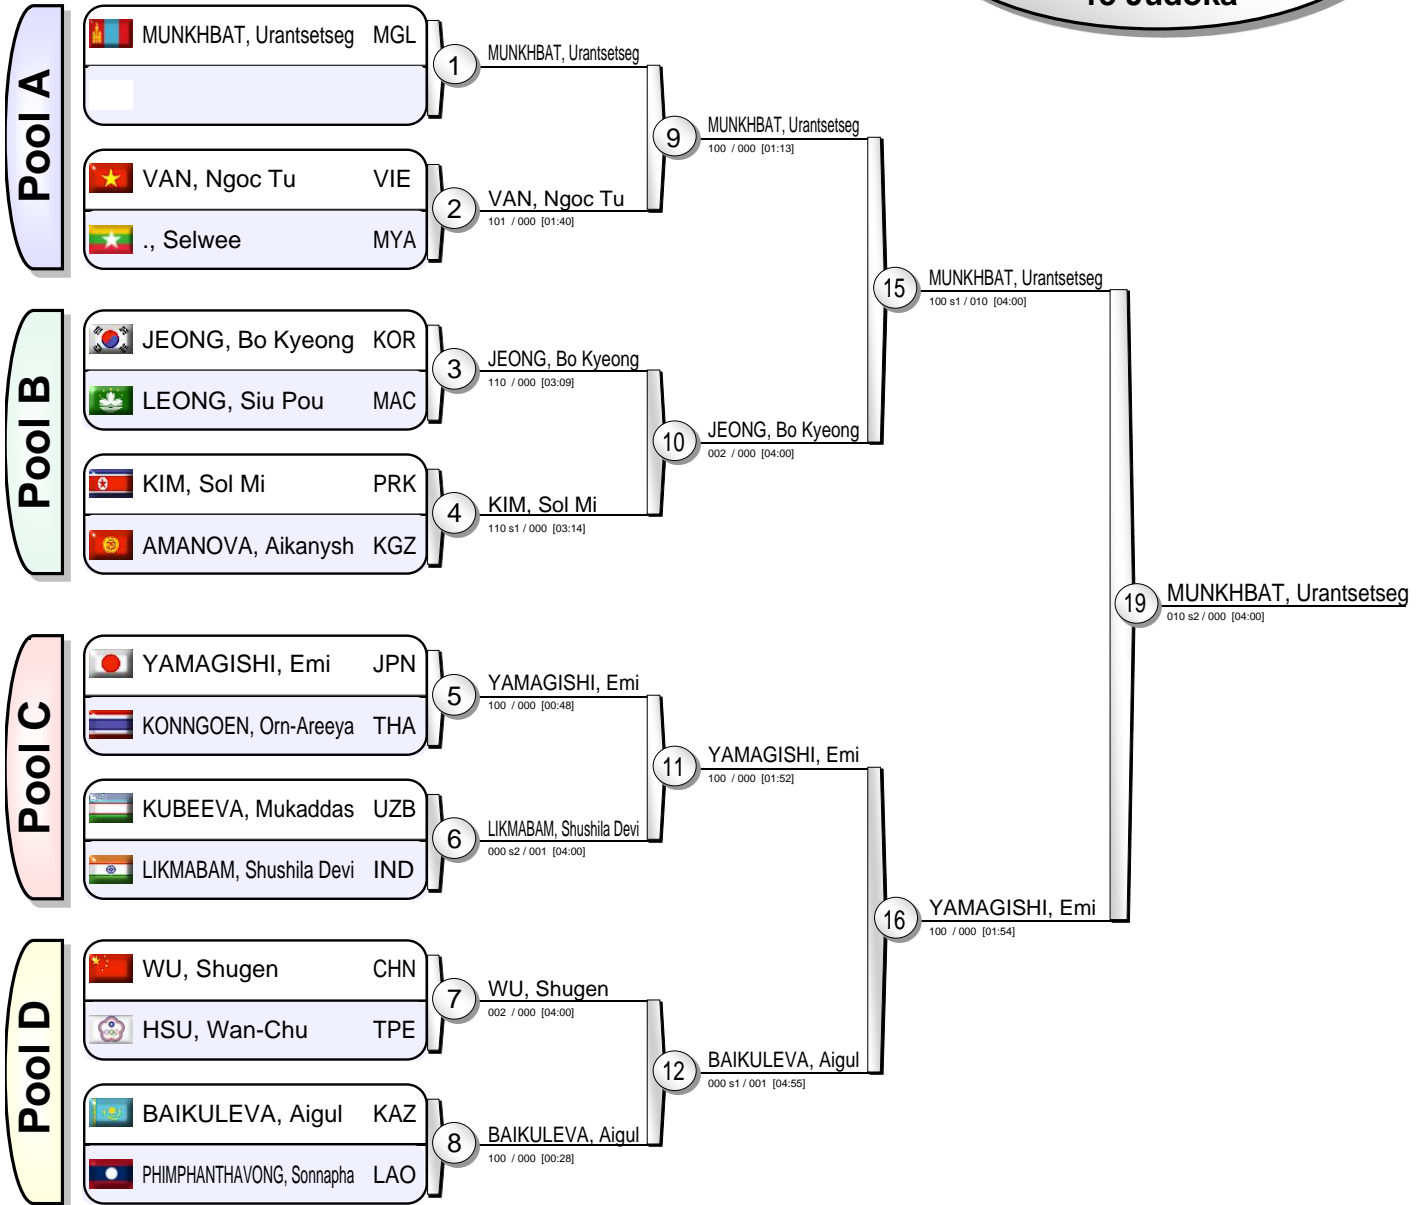 15 Judoka
Pool A
MUNKHBAT, Urantsetseg MGL
VAN, Ngoc Tu VIE
., Selwee MYA
Pool B
JEONG, Bo Kyeong KOR
LEONG, Siu Pou MAC
KIM, Sol Mi PRK
AMANOVA, Aikanysh KGZ
Pool C
YAMAGISHI, Emi JPN
KONNGOEN, Orn-Areeya THA
KUBEEVA, Mukaddas UZB
LIKMABAM, Shushila Devi IND
Pool D
WU, Shugen CHN
HSU, Wan-Chu TPE
BAIKULEVA, Aigul KAZ
PHIMPHANTHAVONG, Sonnapha LAO
1
MUNKHBAT, Urantsetseg
2
VAN, Ngoc Tu
101 / 000 [01:40]
3
JEONG, Bo Kyeong
110 / 000 [03:09]
4
KIM, Sol Mi
110 s1 / 000 [03:14]
5
YAMAGISHI, Emi
100 / 000 [00:48]
6
LIKMABAM, Shushila Devi
000 s2 / 001 [04:00]
7
WU, Shugen
002 / 000 [04:00]
8
BAIKULEVA, Aigul
100 / 000 [00:28]
9
MUNKHBAT, Urantsetseg
100 / 000 [01:13]
10
JEONG, Bo Kyeong
002 / 000 [04:00]
11
YAMAGISHI, Emi
100 / 000 [01:52]
12
BAIKULEVA, Aigul
000 s1 / 001 [04:55]
15
MUNKHBAT, Urantsetseg
100 s1 / 010 [04:00]
16
YAMAGISHI, Emi
100 / 000 [01:54]
19
MUNKHBAT, Urantsetseg
010 s2 / 000 [04:00]